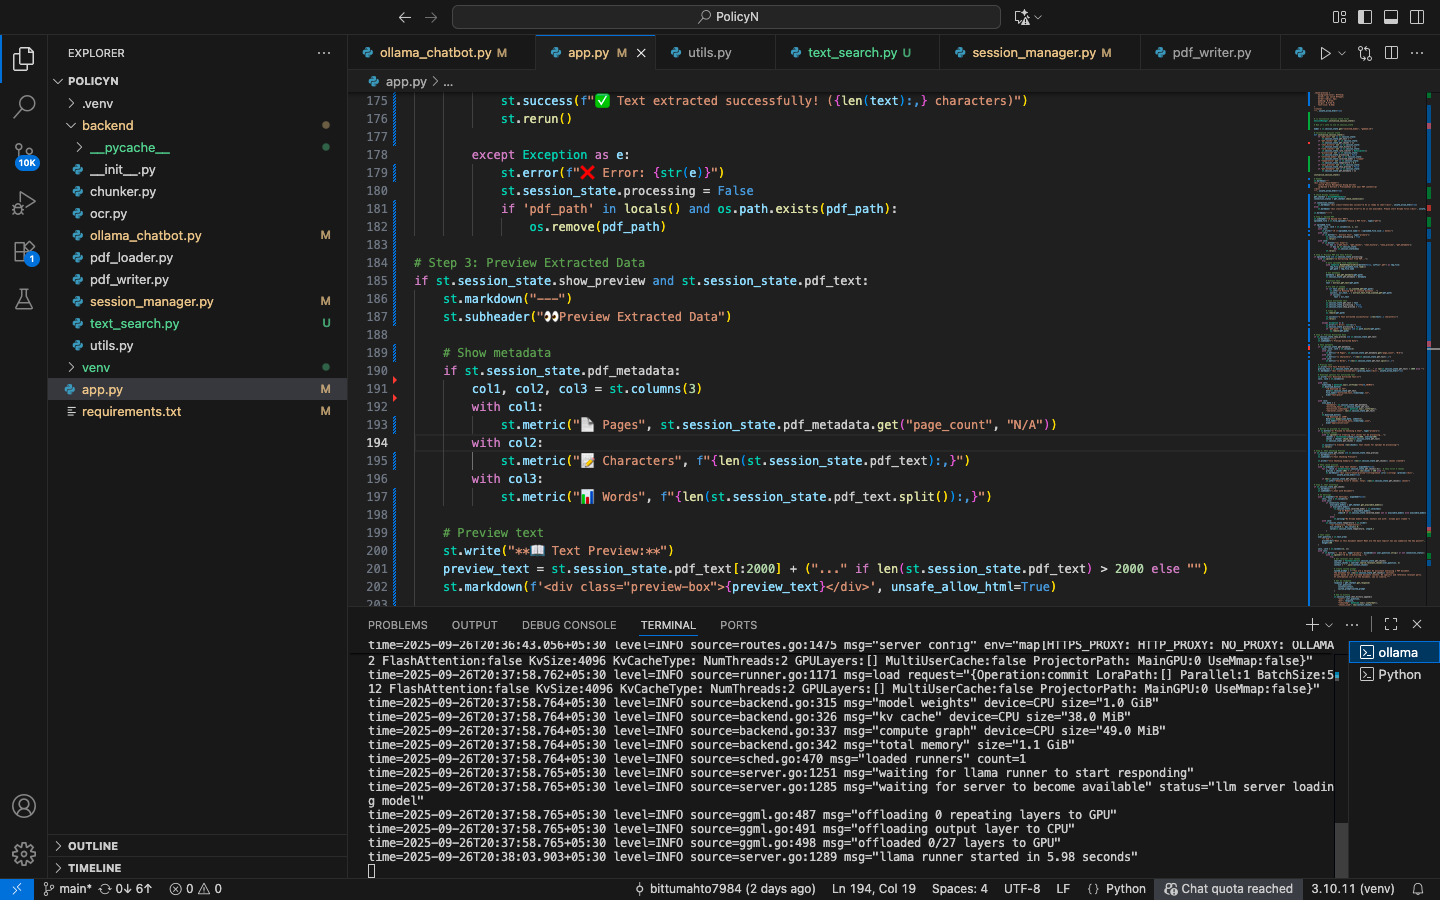 PolicyN
EXPLORER
POLICYN
.venv
backend
__pycache__
__init__.py
chunker.py
ocr.py
ollama_chatbot.py M
pdf_loader.py
pdf_writer.py
session_manager.py M
text_search.py U
utils.py
venv
app.py M
requirements.txt M
OUTLINE
TIMELINE
10K
1
ollama_chatbot.py M
app.py M
utils.py
text_search.py U
session_manager.py M
pdf_writer.py
app.py > ...
175 st.success(f"✅ Text extracted successfully! ({len(text):,} characters)")
176 st.rerun()
177
178 except Exception as e:
179 st.error(f"❌ Error: {str(e)}")
180 st.session_state.processing = False
181 if 'pdf_path' in locals() and os.path.exists(pdf_path):
182 os.remove(pdf_path)
183
184 # Step 3: Preview Extracted Data
185 if st.session_state.show_preview and st.session_state.pdf_text:
186 st.markdown("---")
187 st.subheader("👀Preview Extracted Data")
188
189 # Show metadata
190 if st.session_state.pdf_metadata:
191 col1, col2, col3 = st.columns(3)
192 with col1:
193 st.metric("📄 Pages", st.session_state.pdf_metadata.get("page_count", "N/A"))
194 with col2:
195 st.metric("📝 Characters", f"{len(st.session_state.pdf_text):,}")
196 with col3:
197 st.metric("📊 Words", f"{len(st.session_state.pdf_text.split()):,}")
198
199 # Preview text
200 st.write("**📖 Text Preview:**")
201 preview_text = st.session_state.pdf_text[:2000] + ("..." if len(st.session_state.pdf_text) > 2000 else "")
202 st.markdown(f'<div class="preview-box">{preview_text}</div>', unsafe_allow_html=True)
203
PROBLEMS OUTPUT DEBUG CONSOLE TERMINAL PORTS
time=2025-09-26T20:36:43.056+05:30 level=INFO source=routes.go:1475 msg="server config" env="map[HTTPS_PROXY: HTTP_PROXY: NO_PROXY: OLLAMA
2 FlashAttention:false KvSize:4096 KvCacheType: NumThreads:2 GPULayers:[] MultiUserCache:false ProjectorPath: MainGPU:0 UseMmap:false}"
time=2025-09-26T20:37:58.762+05:30 level=INFO source=runner.go:1171 msg=load request="{Operation:commit LoraPath:[] Parallel:1 BatchSize:5
12 FlashAttention:false KvSize:4096 KvCacheType: NumThreads:2 GPULayers:[] MultiUserCache:false ProjectorPath: MainGPU:0 UseMmap:false}"
time=2025-09-26T20:37:58.764+05:30 level=INFO source=backend.go:315 msg="model weights" device=CPU size="1.0 GiB"
time=2025-09-26T20:37:58.764+05:30 level=INFO source=backend.go:326 msg="kv cache" device=CPU size="38.0 MiB"
time=2025-09-26T20:37:58.764+05:30 level=INFO source=backend.go:337 msg="compute graph" device=CPU size="49.0 MiB"
time=2025-09-26T20:37:58.764+05:30 level=INFO source=backend.go:342 msg="total memory" size="1.1 GiB"
time=2025-09-26T20:37:58.764+05:30 level=INFO source=sched.go:470 msg="loaded runners" count=1
time=2025-09-26T20:37:58.765+05:30 level=INFO source=server.go:1251 msg="waiting for llama runner to start responding"
time=2025-09-26T20:37:58.765+05:30 level=INFO source=server.go:1285 msg="waiting for server to become available" status="llm server loadin
g model"
time=2025-09-26T20:37:58.765+05:30 level=INFO source=ggml.go:487 msg="offloading 0 repeating layers to GPU"
time=2025-09-26T20:37:58.765+05:30 level=INFO source=ggml.go:491 msg="offloading output layer to CPU"
time=2025-09-26T20:37:58.765+05:30 level=INFO source=ggml.go:498 msg="offloaded 0/27 layers to GPU"
time=2025-09-26T20:38:03.903+05:30 level=INFO source=server.go:1289 msg="llama runner started in 5.98 seconds"
ollama
Python
main* 0↓ 6↑ 0 0 bittumahto7984 (2 days ago) Ln 194, Col 19 Spaces: 4 UTF-8 LF {} Python Chat quota reached 3.10.11 (venv)